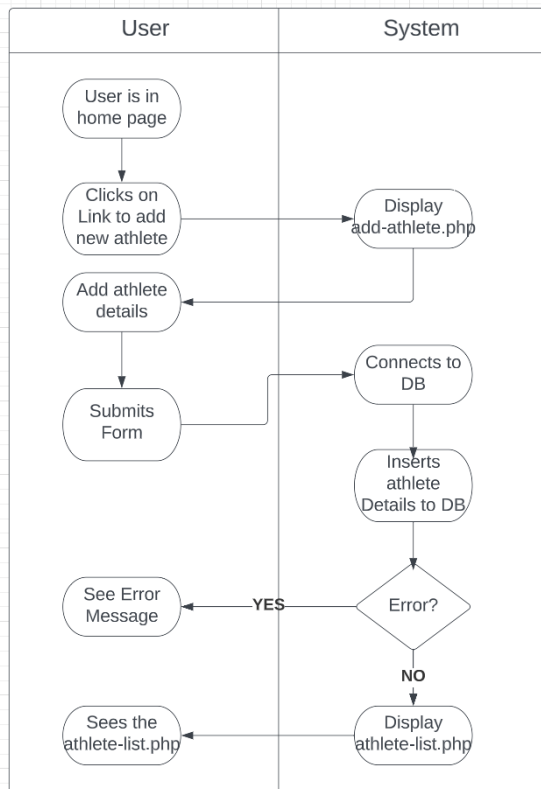 User
System
User is in
home page
Clicks on
Link to add
new athlete
Display
add-athlete.php
Add athlete
details
Submits
Form
Connects to
DB
Inserts
athlete
Details to DB
Error?
YES
See Error
Message
NO
Display
athlete-list.php
Sees the
athlete-list.php